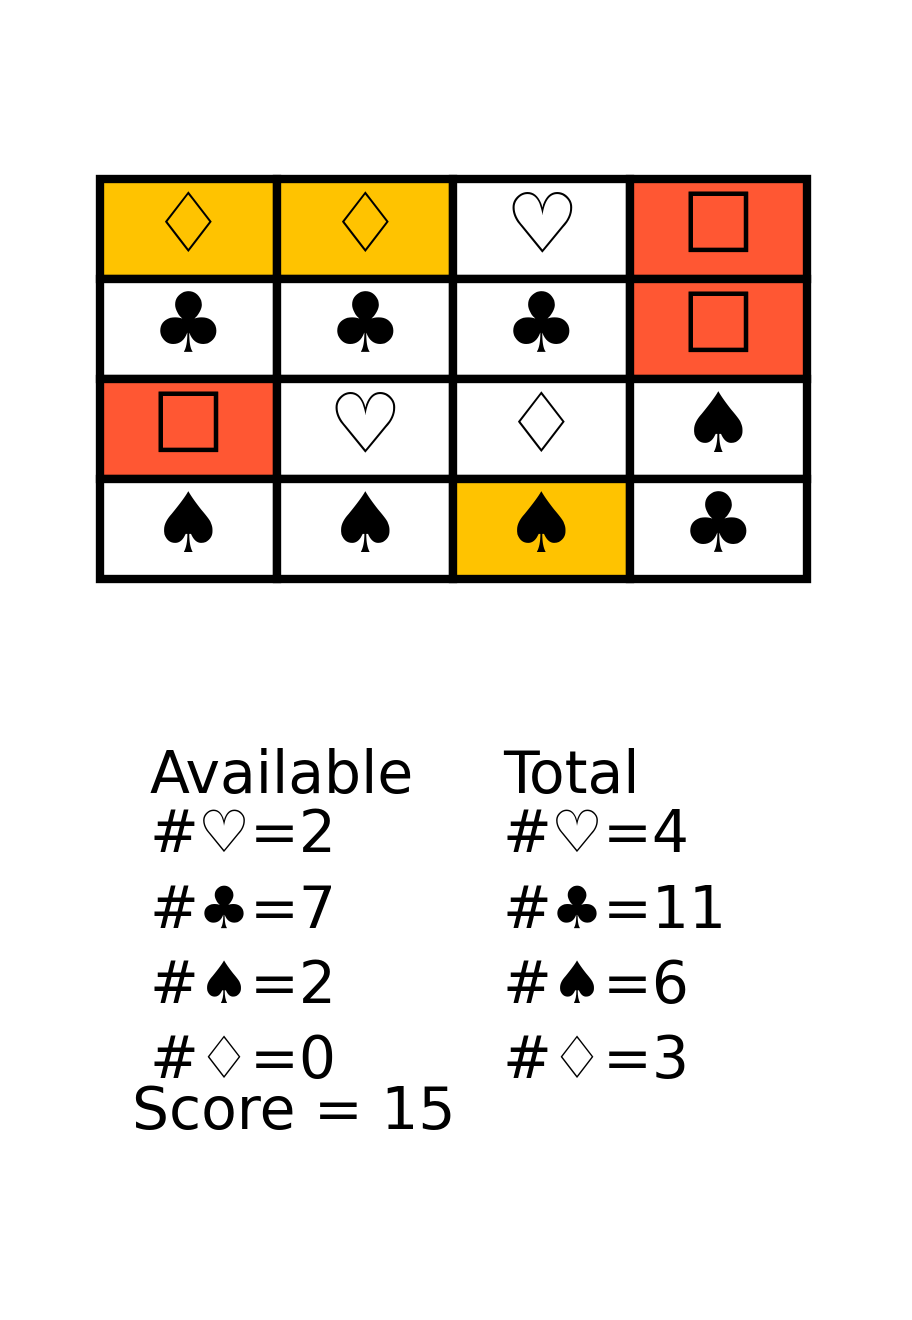 ♢ ♢ ♡ □
♣ ♣ ♣ □
□ ♡ ♢ ♠
♠ ♠ ♠ ♣
Available Total
#♡=2 #♡=4
#♣=7 #♣=11
#♠=2 #♠=6
#♢=0 #♢=3
Score = 15